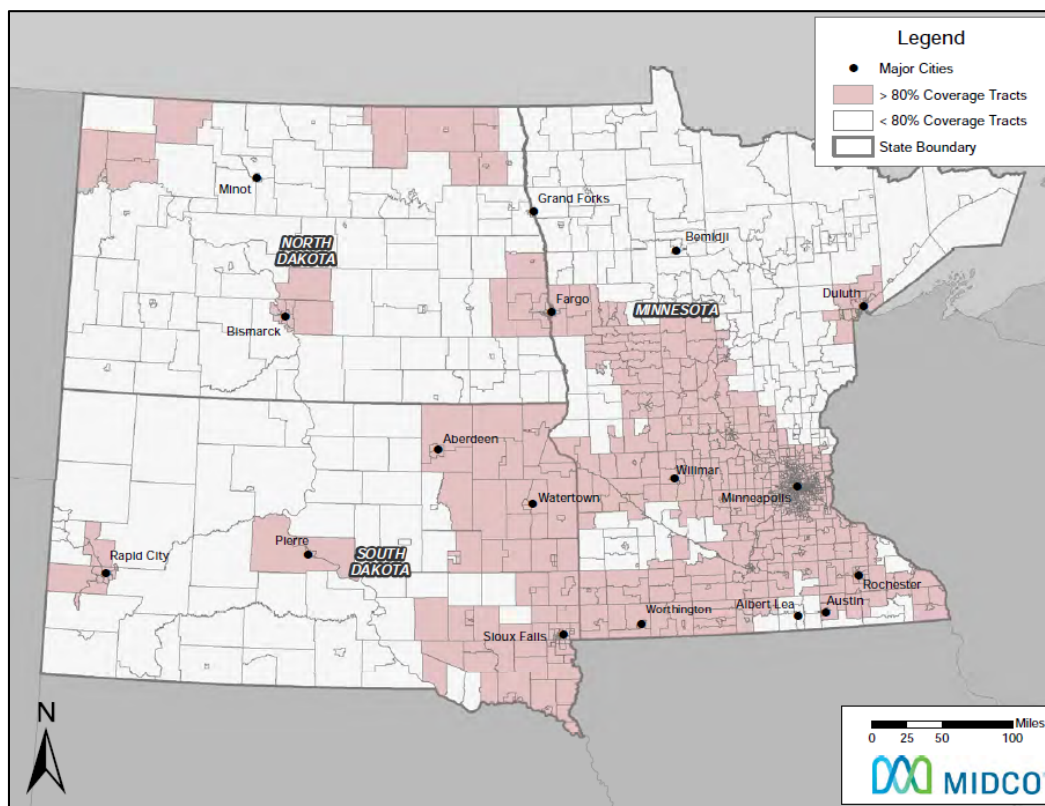 Legend
Major Cities
> 80% Coverage Tracts
< 80% Coverage Tracts
State Boundary
Minot
Grand Forks
Bemidji
NORTH
DAKOTA
Fargo
MINNESOTA
Duluth
Bismarck
Aberdeen
Willmar
Watertown
Minneapolis
Pierre
SOUTH
DAKOTA
Rapid City
Rochester
Worthington
Albert Lea
Austin
Sioux Falls
N
Miles
0 25 50 100
MIDCO